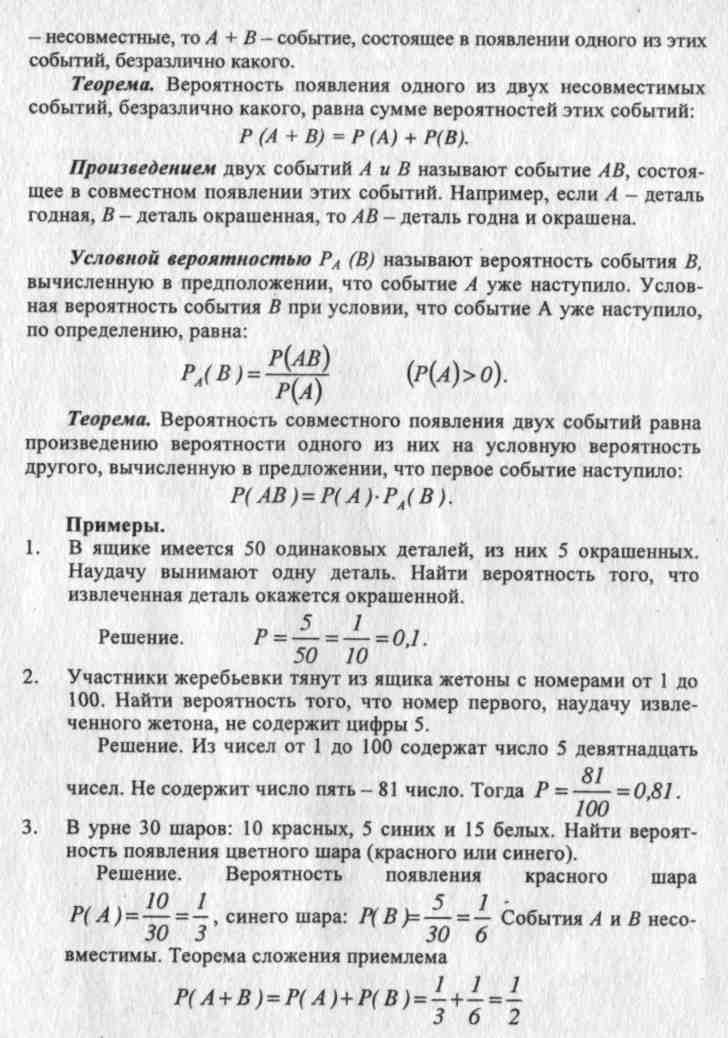 – несовместные, то A + B – событие, состоящее в появлении одного из этих
событий, безразлично какого.
Теорема. Вероятность появления одного из двух несовместимых
событий, безразлично какого, равна сумме вероятностей этих событий:
P (A + B) = P (A) + P(B).
Произведением двух событий A и B называют событие AB, состоя-
щее в совместном появлении этих событий. Например, если A – деталь
годная, B – деталь окрашенная, то AB – деталь годна и окрашена.
Условной вероятностью P_A (B) называют вероятность события B,
вычисленную в предположении, что событие A уже наступило. Услов-
ная вероятность события B при условии, что событие А уже наступило,
по определению, равна:
P_A(B)=P(AB)/P(A) (P(A)>0).
Теорема. Вероятность совместного появления двух событий равна
произведению вероятности одного из них на условную вероятность
другого, вычисленную в предложении, что первое событие наступило:
P(AB)=P(A)·P_A(B).
Примеры.
1. В ящике имеется 50 одинаковых деталей, из них 5 окрашенных.
Наудачу вынимают одну деталь. Найти вероятность того, что
извлеченная деталь окажется окрашенной.
Решение. P=5/50=1/10=0,1.
2. Участники жеребьевки тянут из ящика жетоны с номерами от 1 до
100. Найти вероятность того, что номер первого, наудачу извле-
ченного жетона, не содержит цифры 5.
Решение. Из чисел от 1 до 100 содержат число 5 девятнадцать
чисел. Не содержит число пять – 81 число. Тогда P=81/100=0,81.
3. В урне 30 шаров: 10 красных, 5 синих и 15 белых. Найти вероят-
ность появления цветного шара (красного или синего).
Решение. Вероятность появления красного шара
P(A)=10/30=1/3, синего шара: P(B)=5/30=1/6 События A и B несо-
вместимы. Теорема сложения приемлема
P(A+B)=P(A)+P(B)=1/3+1/6=1/2